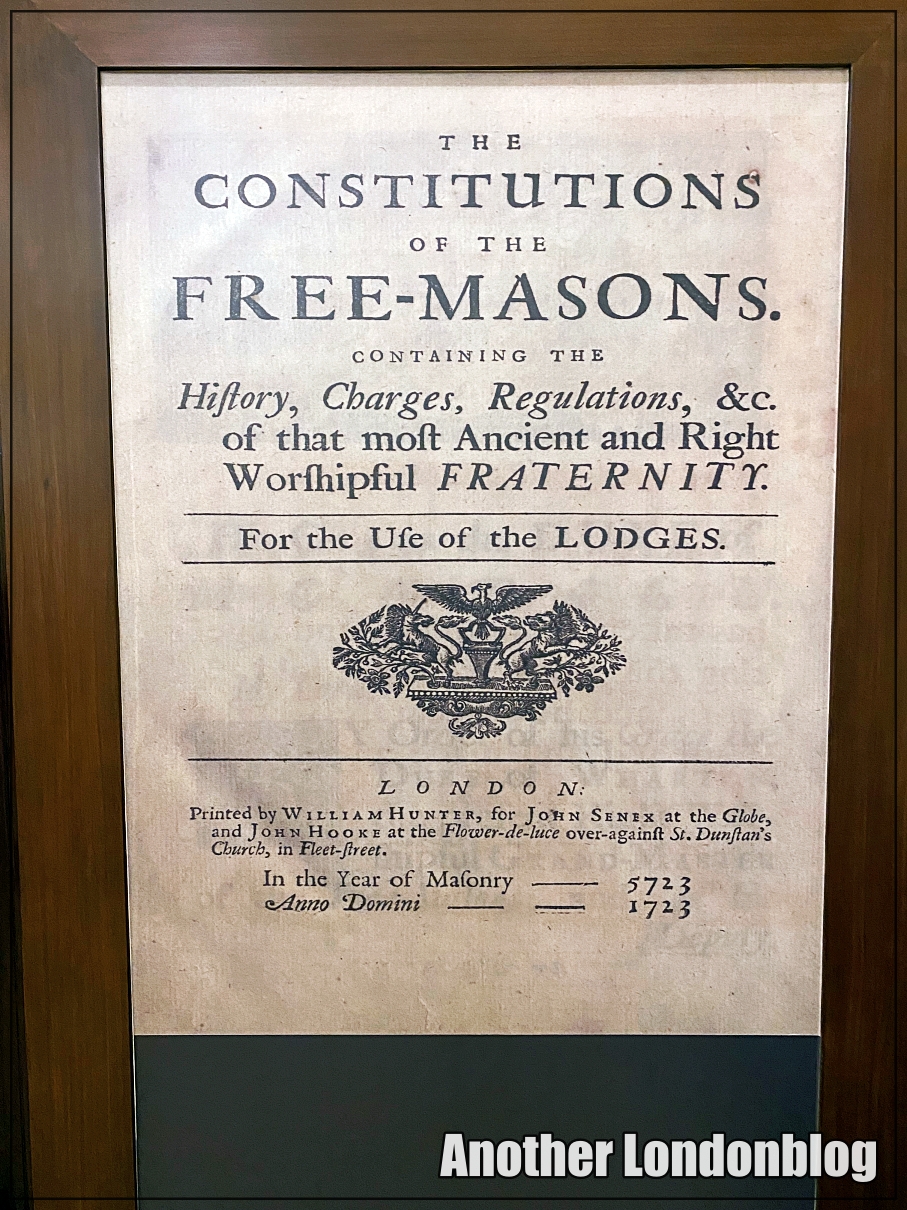 THE
CONSTITUTIONS
OF THE
FREE-MASONS.
CONTAINING THE
Hiſtory, Charges, Regulations, &c.
of that moſt Ancient and Right
Worſhipful FRATERNITY.
For the Uſe of the LODGES.
LONDON:
Printed by WILLIAM HUNTER, for JOHN SENEX at the Globe,
and JOHN HOOKE at the Flower-de-luce over-againſt St. Dunſtan's
Church, in Fleet-ſtreet.
In the Year of Maſonry —— 5723
Anno Domini —— — 1723
Another Londonblog